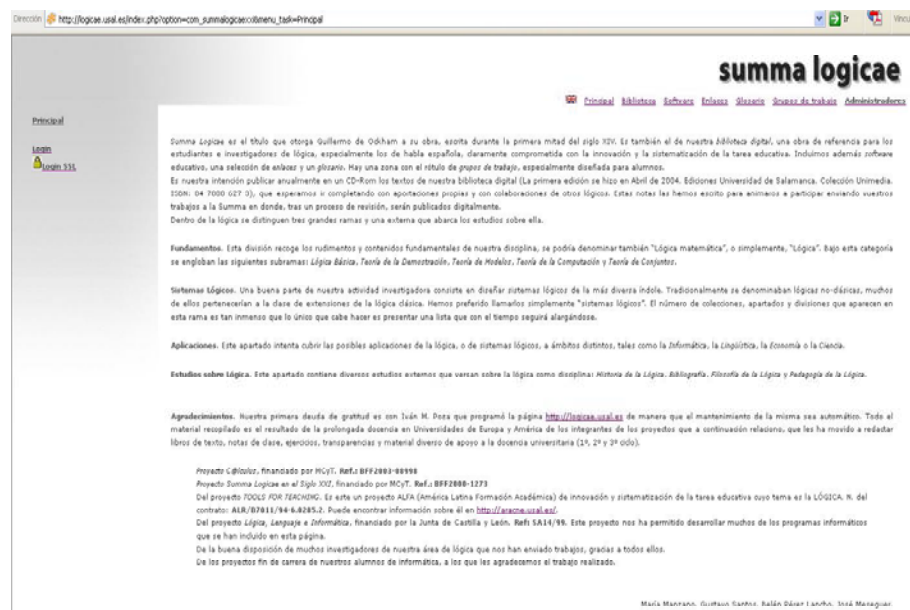 Dirección http://logicae.usal.es/index.php?option=com_summalogicaexxi&menu_task=Principal Ir Víncu
summa logicae
Principal Biblioteca Software Enlaces Glosario Grupos de trabajo Administradores
Principal
Login
Login SSL
Summa Logicae es el título que otorga Guillermo de Ockham a su obra, escrita durante la primera mitad del siglo XIV. Es también el de nuestra biblioteca digital, una obra de referencia para los
estudiantes e investigadores de lógica, especialmente los de habla española, claramente comprometida con la innovación y la sistematización de la tarea educativa. Incluimos además software
educativo, una selección de enlaces y un glosario. Hay una zona con el rótulo de grupos de trabajo, especialmente diseñada para alumnos.
Es nuestra intención publicar anualmente en un CD-Rom los textos de nuestra biblioteca digital (La primera edición se hizo en Abril de 2004. Ediciones Universidad de Salamanca. Colección Unimedia.
ISDN: 04 7000 627 0), que esperamos ir completando con aportaciones propias y con colaboraciones de otros lógicos. Estas notas las hemos escrito para animaros a participar enviando vuestros
trabajos a la Summa en donde, tras un proceso de revisión, serán publicados digitalmente.
Dentro de la lógica se distinguen tres grandes ramas y una externa que abarca los estudios sobre ella.
Fundamentos. Esta división recoge los rudimentos y contenidos fundamentales de nuestra disciplina, se podría denominar también "Lógica matemática", o simplemente, "Lógica". Bajo esta categoría
se engloban las siguientes subramas: Lógica Básica, Teoría de la Demostración, Teoría de Modelos, Teoría de la Computación y Teoría de Conjuntos.
Sistemas Lógicos. Una buena parte de nuestra actividad investigadora consiste en diseñar sistemas lógicos de la más diversa índole. Tradicionalmente se denominaban lógicas no-clásicas, muchos
de ellos pertenecerían a la clase de extensiones de la lógica clásica. Hemos preferido llamarlos simplemente "sistemas lógicos". El número de colecciones, apartados y divisiones que aparecen en
esta rama es tan inmenso que lo único que cabe hacer es presentar una lista que con el tiempo seguirá alargándose.
Aplicaciones. Este apartado intenta cubrir las posibles aplicaciones de la lógica, o de sistemas lógicos, a ámbitos distintos, tales como la Informática, la Lingüística, la Economía o la Ciencia.
Estudios sobre Lógica. Este apartado contiene diversos estudios externos que versan sobre la lógica como disciplina: Historia de la Lógica, Bibliografía, Filosofía de la Lógica y Pedagogía de la Lógica.
Agradecimientos. Nuestra primera deuda de gratitud es con Iván M. Poza que programó la página http://logicae.usal.es de manera que el mantenimiento de la misma sea automático. Todo el
material recopilado es el resultado de la prolongada docencia en Universidades de Europa y América de los integrantes de los proyectos que a continuación relaciono, que les ha movido a redactar
libros de texto, notas de clase, ejercicios, transparencias y material diverso de apoyo a la docencia universitaria (1º, 2º y 3º ciclo).
Proyecto C@lculus, financiado por MCyT. Ref.: BFF2003-08998
Proyecto Summa Logicae en el Siglo XXI, financiado por MCyT. Ref.: BFF2000-1273
Del proyecto TOOLS FOR TEACHING. Es este un proyecto ALFA (América Latina Formación Académica) de innovación y sistematización de la tarea educativa cuyo tema es la LÓGICA. N. del
contrato: ALR/B7011/94-6.0285.2. Puede encontrar información sobre él en http://aracne.usal.es/.
Del proyecto Lógica, Lenguaje e Informática, financiado por la Junta de Castilla y León. Ref: SA14/99. Este proyecto nos ha permitido desarrollar muchos de los programas informáticos
que se han incluido en esta página.
De la buena disposición de muchos investigadores de nuestra área de lógica que nos han enviado trabajos, gracias a todos ellos.
De los proyectos fin de carrera de nuestros alumnos de informática, a los que les agradecemos el trabajo realizado.
María Manzano, Gustavo Santos, Belén Pérez Lancho, José Meseguer.